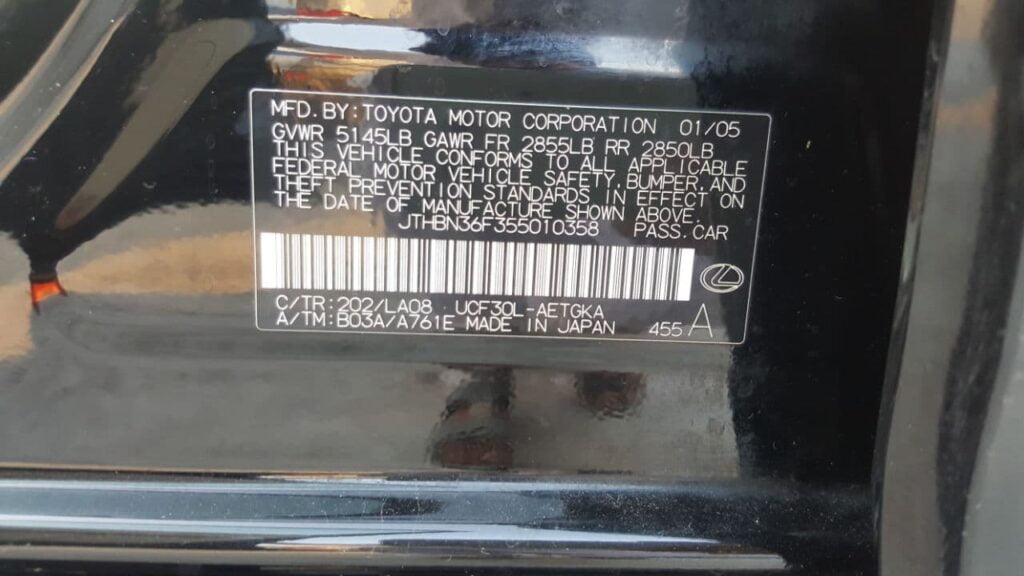 MFD. BY: TOYOTA MOTOR CORPORATION 01/05
GVWR 5145LB GAWR FR 2855LB RR 2850LB
THIS VEHICLE CONFORMS TO ALL APPLICABLE
FEDERAL MOTOR VEHICLE SAFETY, BUMPER, AND
THEFT PREVENTION STANDARDS IN EFFECT ON
THE DATE OF MANUFACTURE SHOWN ABOVE.
JTHBN36F355010358 PASS. CAR
C/TR: 202/LA08 UCF30L-AETGKA
A/TM: B03A/A761E MADE IN JAPAN 455 A